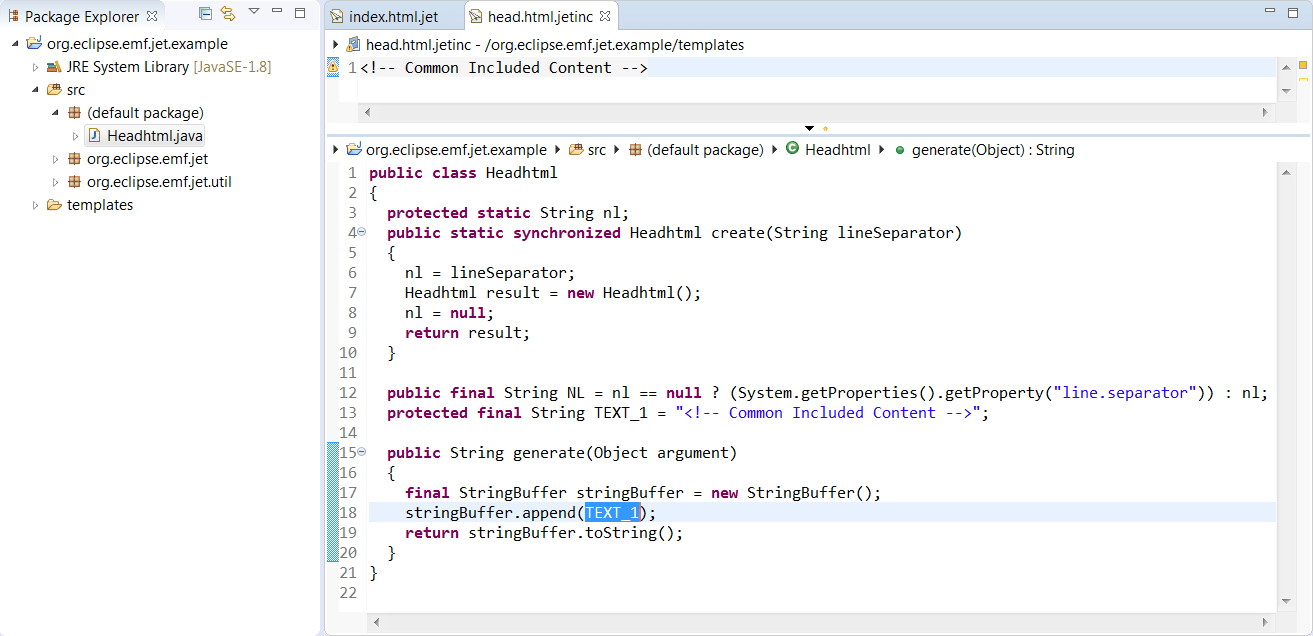 Package Explorer
org.eclipse.emf.jet.example
JRE System Library [JavaSE-1.8]
src
(default package)
Headhtml.java
org.eclipse.emf.jet
org.eclipse.emf.jet.util
templates
index.html.jet
head.html.jetinc
head.html.jetinc - /org.eclipse.emf.jet.example/templates
1 <!-- Common Included Content -->
org.eclipse.emf.jet.example src (default package) Headhtml generate(Object) : String
1 public class Headhtml
2 {
3   protected static String nl;
4   public static synchronized Headhtml create(String lineSeparator)
5   {
6     nl = lineSeparator;
7     Headhtml result = new Headhtml();
8     nl = null;
9     return result;
10   }
11
12   public final String NL = nl == null ? (System.getProperties().getProperty("line.separator")) : nl;
13   protected final String TEXT_1 = "<!-- Common Included Content -->";
14
15   public String generate(Object argument)
16   {
17     final StringBuffer stringBuffer = new StringBuffer();
18     stringBuffer.append(TEXT_1);
19     return stringBuffer.toString();
20   }
21 }
22